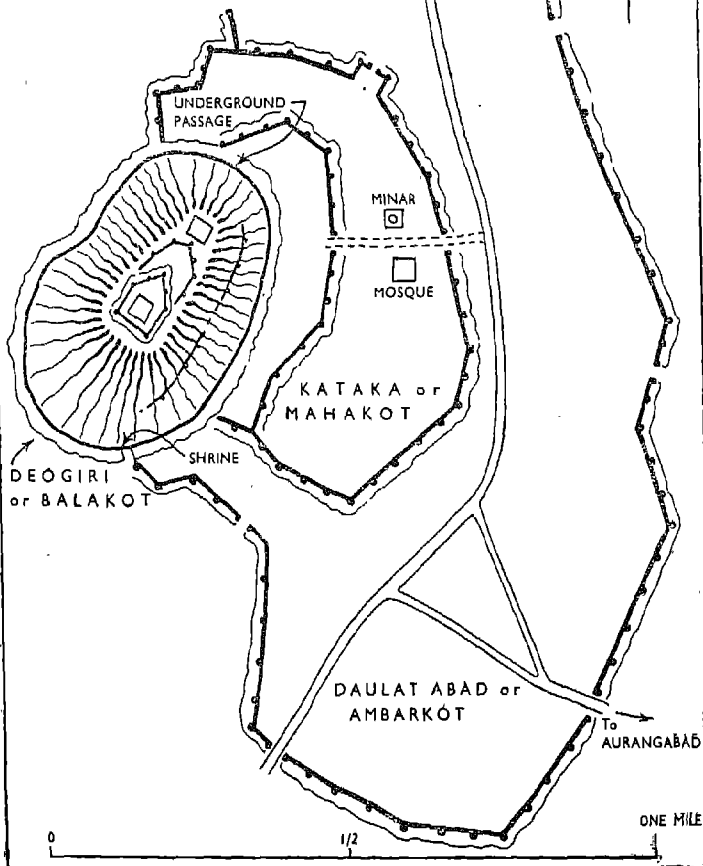 UNDERGROUND
PASSAGE
MINAR
MOSQUE
KATAKA or
MAHAKOT
SHRINE
DEOGIRI
or BALAKOT
DAULAT ABAD or
AMBARKOT
To
AURANGABAD
0
1/2
ONE MILE